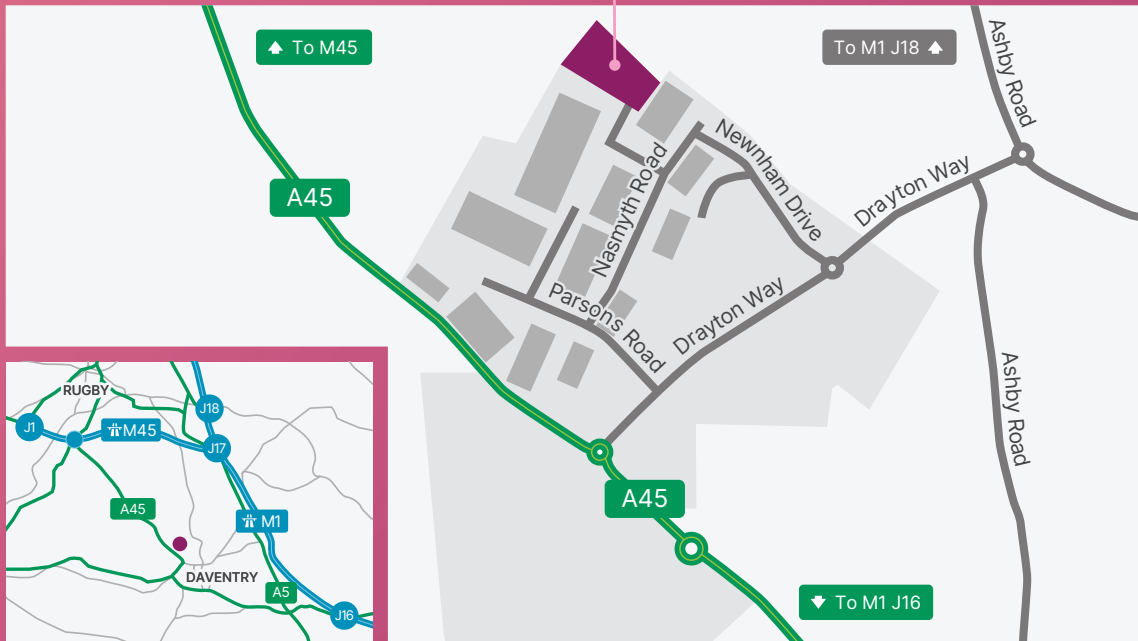 To M45
To M1 J18
Ashby Road
A45
Newnham Drive
Drayton Way
Nasmyth Road
Parsons Road
Drayton Way
Ashby Road
A45
To M1 J16
RUGBY
J18
J1
M45
J17
A45
M1
DAVENTRY
A5
J16